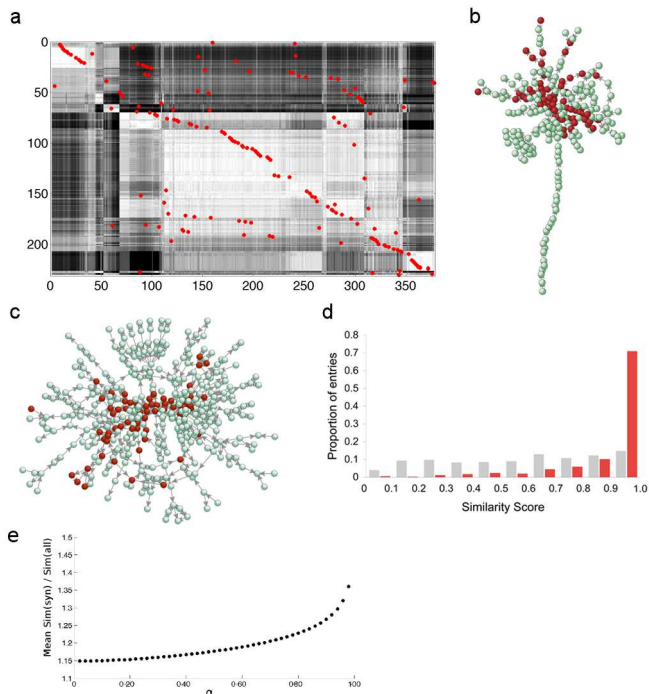 a
0
50
100
150
200
0 50 100 150 200 250 300 350
b
c
d
Proportion of entries
0.8
0.7
0.6
0.5
0.4
0.3
0.2
0.1
0
0.1 0.2 0.3 0.4 0.5 0.6 0.7 0.8 0.9 1.0
Similarity Score
e
Mean Sim(syn) / Sim(all)
1.5
1.45
1.4
1.35
1.3
1.25
1.2
1.15
1.1
0 0·20 0·40 0·60 0·80 1·00
α